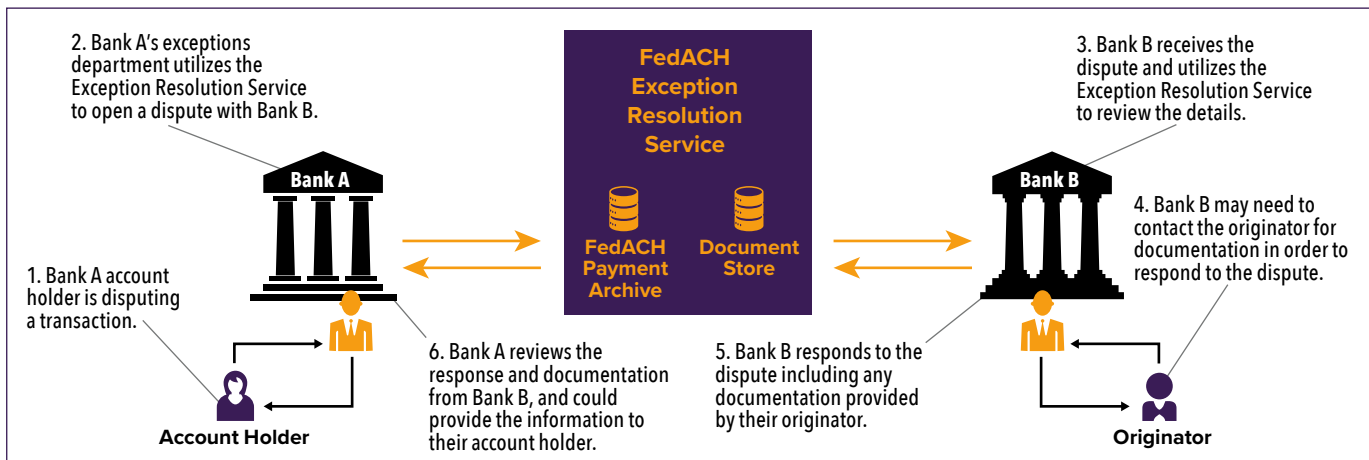 2. Bank A’s exceptions
department utilizes the
Exception Resolution Service
to open a dispute with Bank B.
Bank A
1. Bank A account
holder is disputing
a transaction.
Account Holder
FedACH
Exception
Resolution
Service
FedACH
Payment
Archive
Document
Store
6. Bank A reviews the
response and documentation
from Bank B, and could
provide the information to
their account holder.
3. Bank B receives the
dispute and utilizes the
Exception Resolution Service
to review the details.
Bank B
4. Bank B may need to
contact the originator for
documentation in order to
respond to the dispute.
5. Bank B responds to the
dispute including any
documentation provided
by their originator.
Originator